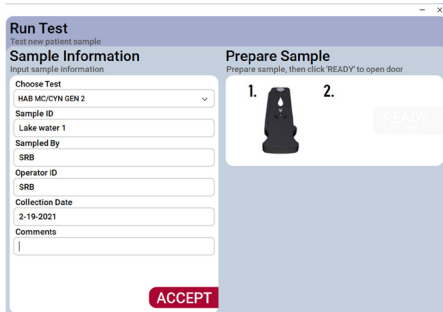 Run Test
Test new patient sample
Sample Information
Input sample information
Choose Test
HAB MC/CYN GEN 2
Sample ID
Lake water 1
Sampled By
SRB
Operator ID
SRB
Collection Date
2-19-2021
Comments
ACCEPT
Prepare Sample
Prepare sample, then click 'READY' to open door
1.
2.
READY